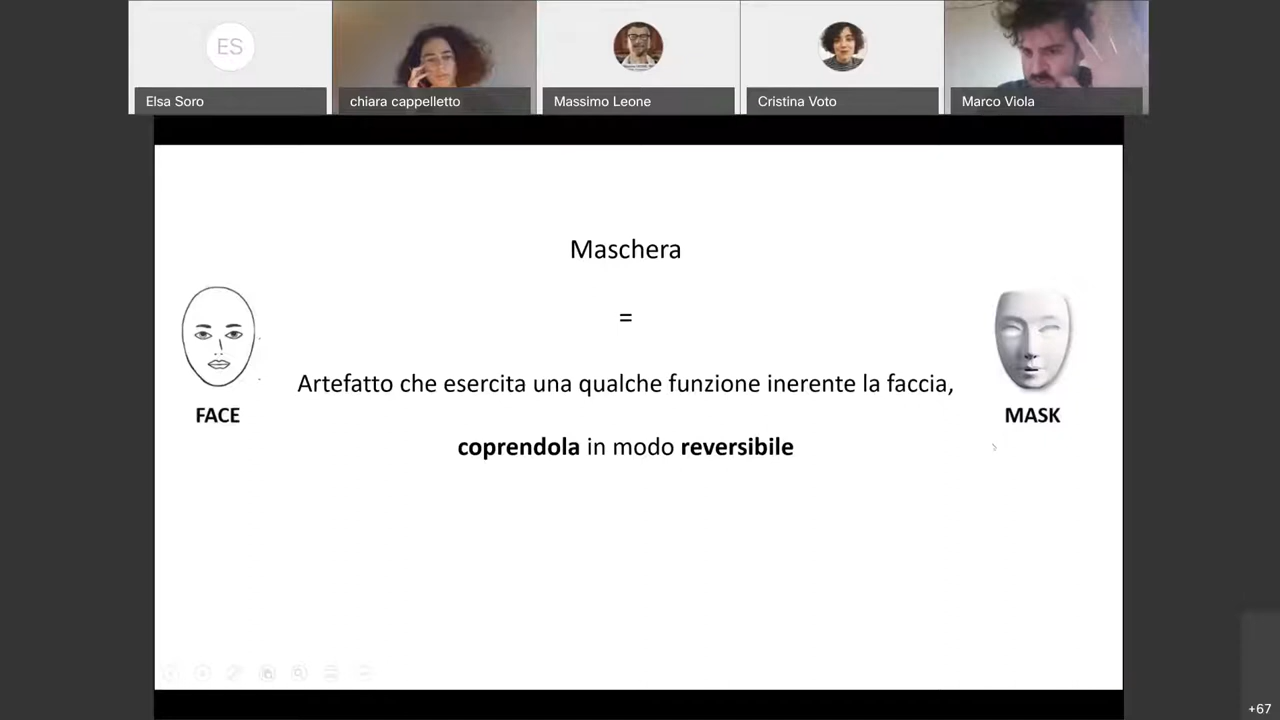 ES
Elsa Soro
chiara cappelletto
Massimo Leone
Cristina Voto
Marco Viola
Maschera
=
Artefatto che esercita una qualche funzione inerente la faccia,
coprendola in modo reversibile
FACE
MASK
+67